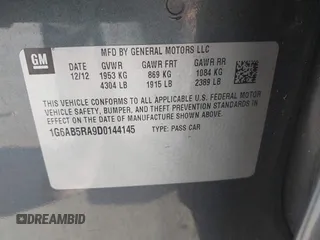 GM
MFD BY GENERAL MOTORS LLC
DATE GVWR GAWR FRT GAWR RR
12/12 1953 KG 869 KG 1084 KG
4304 LB 1915 LB 2389 LB
THIS VEHICLE CONFORMS TO ALL APPLICABLE U.S. FEDERAL MOTOR
VEHICLE SAFETY, BUMPER, AND THEFT PREVENTION STANDARDS IN
EFFECT ON THE DATE OF MANUFACTURE SHOWN ABOVE.
1G6AB5RA9D0144145 TYPE: PASS CAR
DREAMBID